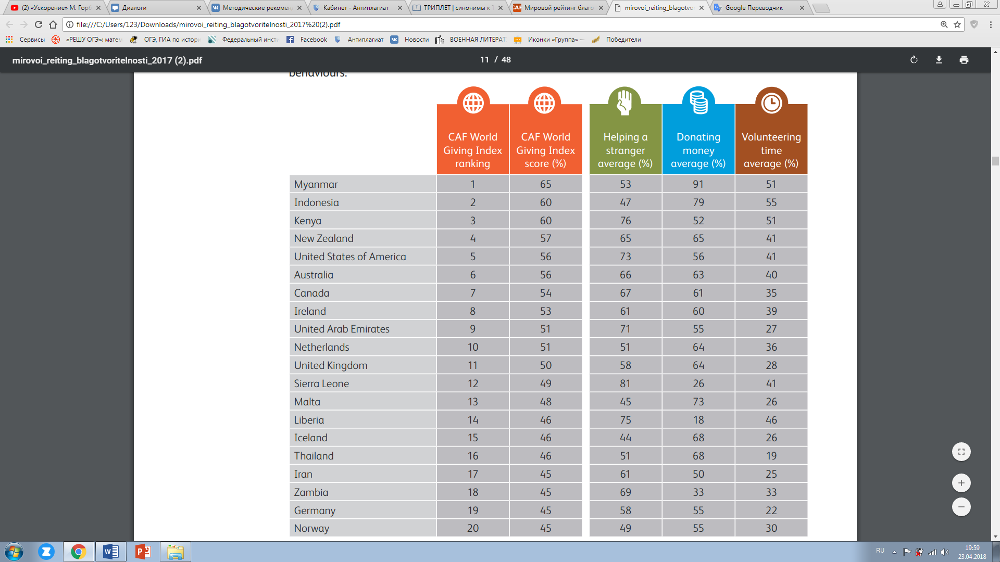 (2) «Ускорение» М. Горб
Диалоги
Методические рекомен
Кабинет - Антиплагиат
ТРИПЛЕТ | синонимы к
Мировой рейтинг благо
mirovoi_reiting_blagotvo
Google Переводчик
file:///C:/Users/123/Downloads/mirovoi_reiting_blagotvoritelnosti_2017%20(2).pdf
Сервисы «РЕШУ ОГЭ»: матем ОГЭ, ГИА по истори Федеральный инсти Facebook Антиплагиат Новости ВОЕННАЯ ЛИТЕРАТ Иконки «Группа» — Победители
mirovoi_reiting_blagotvoritelnosti_2017 (2).pdf 11 / 48
behaviours.
CAF World Giving Index ranking
CAF World Giving Index score (%)
Helping a stranger average (%)
Donating money average (%)
Volunteering time average (%)
Myanmar 1 65 53 91 51
Indonesia 2 60 47 79 55
Kenya 3 60 76 52 51
New Zealand 4 57 65 65 41
United States of America 5 56 73 56 41
Australia 6 56 66 63 40
Canada 7 54 67 61 35
Ireland 8 53 61 60 39
United Arab Emirates 9 51 71 55 27
Netherlands 10 51 51 64 36
United Kingdom 11 50 58 64 28
Sierra Leone 12 49 81 26 41
Malta 13 48 45 73 26
Liberia 14 46 75 18 46
Iceland 15 46 44 68 26
Thailand 16 46 51 68 19
Iran 17 45 61 50 25
Zambia 18 45 69 33 33
Germany 19 45 58 55 22
Norway 20 45 49 55 30
RU
19:59
23.04.2018